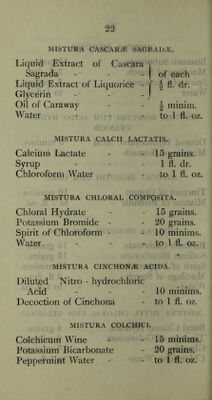 22
MISTURA CASCARÆ SAGRADÆ.
Liquid Extract of Cascara
Sagrada - - - of each
Liquid Extract of Liquorice - ½ fl. dr.
Glycerin - - -
Oil of Caraway - - ½ minim.
Water - - - to 1 fl. oz.
MISTURA CALCII LACTATIS.
Calcium Lactate - - 15 grains.
Syrup - - - 1 fl. dr.
Chloroform Water - - to 1 fl. oz.
MISTURA CHLORAL COMPOSITA.
Chloral Hydrate - - 15 grains.
Potassium Bromide - - 20 grains.
Spirit of Chloroform - - 10 minims.
Water - - - to 1 fl. oz.
MISTURA CINCHONÆ ACIDA.
Diluted Nitro-hydrochloric
Acid - - - 10 minims.
Decoction of Cinchona - to 1 fl. oz.
MISTURA COLCHICI.
Colchicum Wine - - 15 minims.
Potassium Bicarbonate - 20 grains.
Peppermint Water - - to 1 fl. oz.